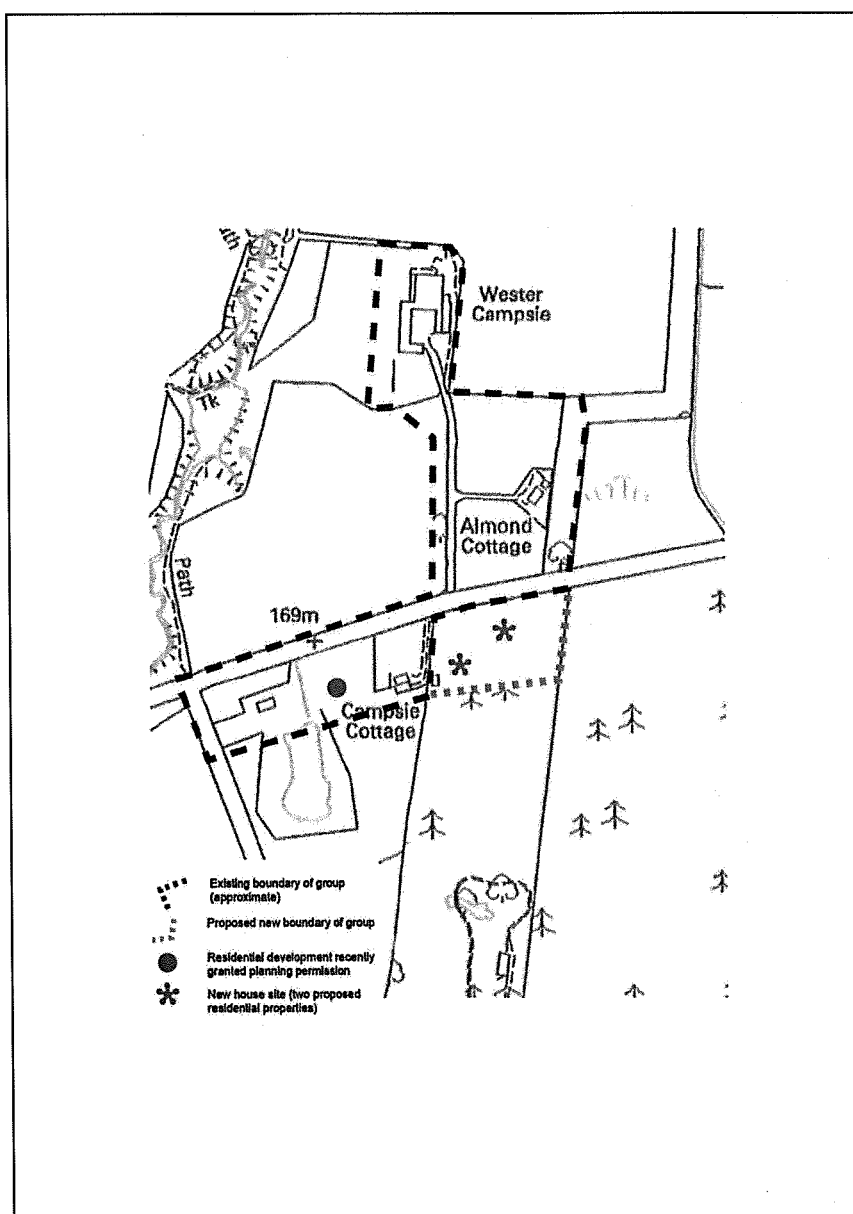 Wester
Campsie
Tk
Almond
Cottage
Path
169m
Campsie
Cottage
Existing boundary of group
(approximate)
Proposed new boundary of group
Residential development recently
granted planning permission
New house site (two proposed
residential properties)